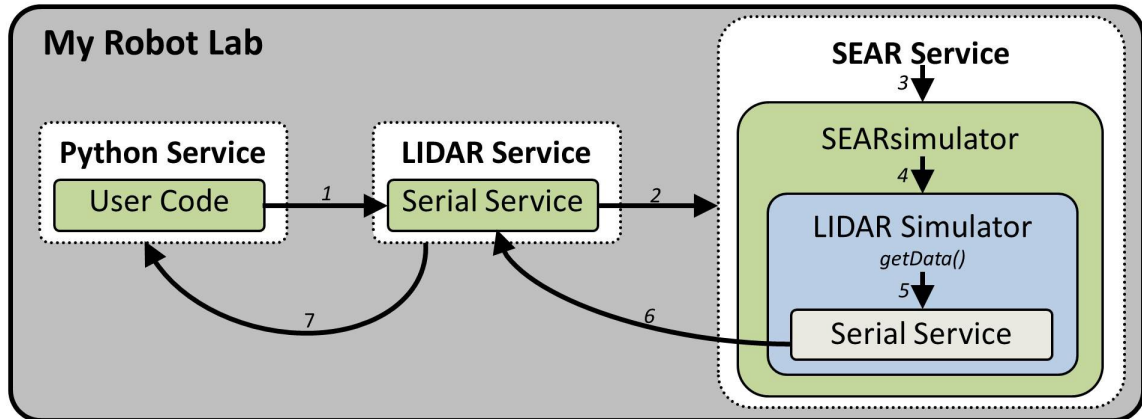 My Robot Lab
Python Service
User Code
1
LIDAR Service
Serial Service
2
SEAR Service
3
SEARsimulator
4
LIDAR Simulator
getData()
5
Serial Service
6
7